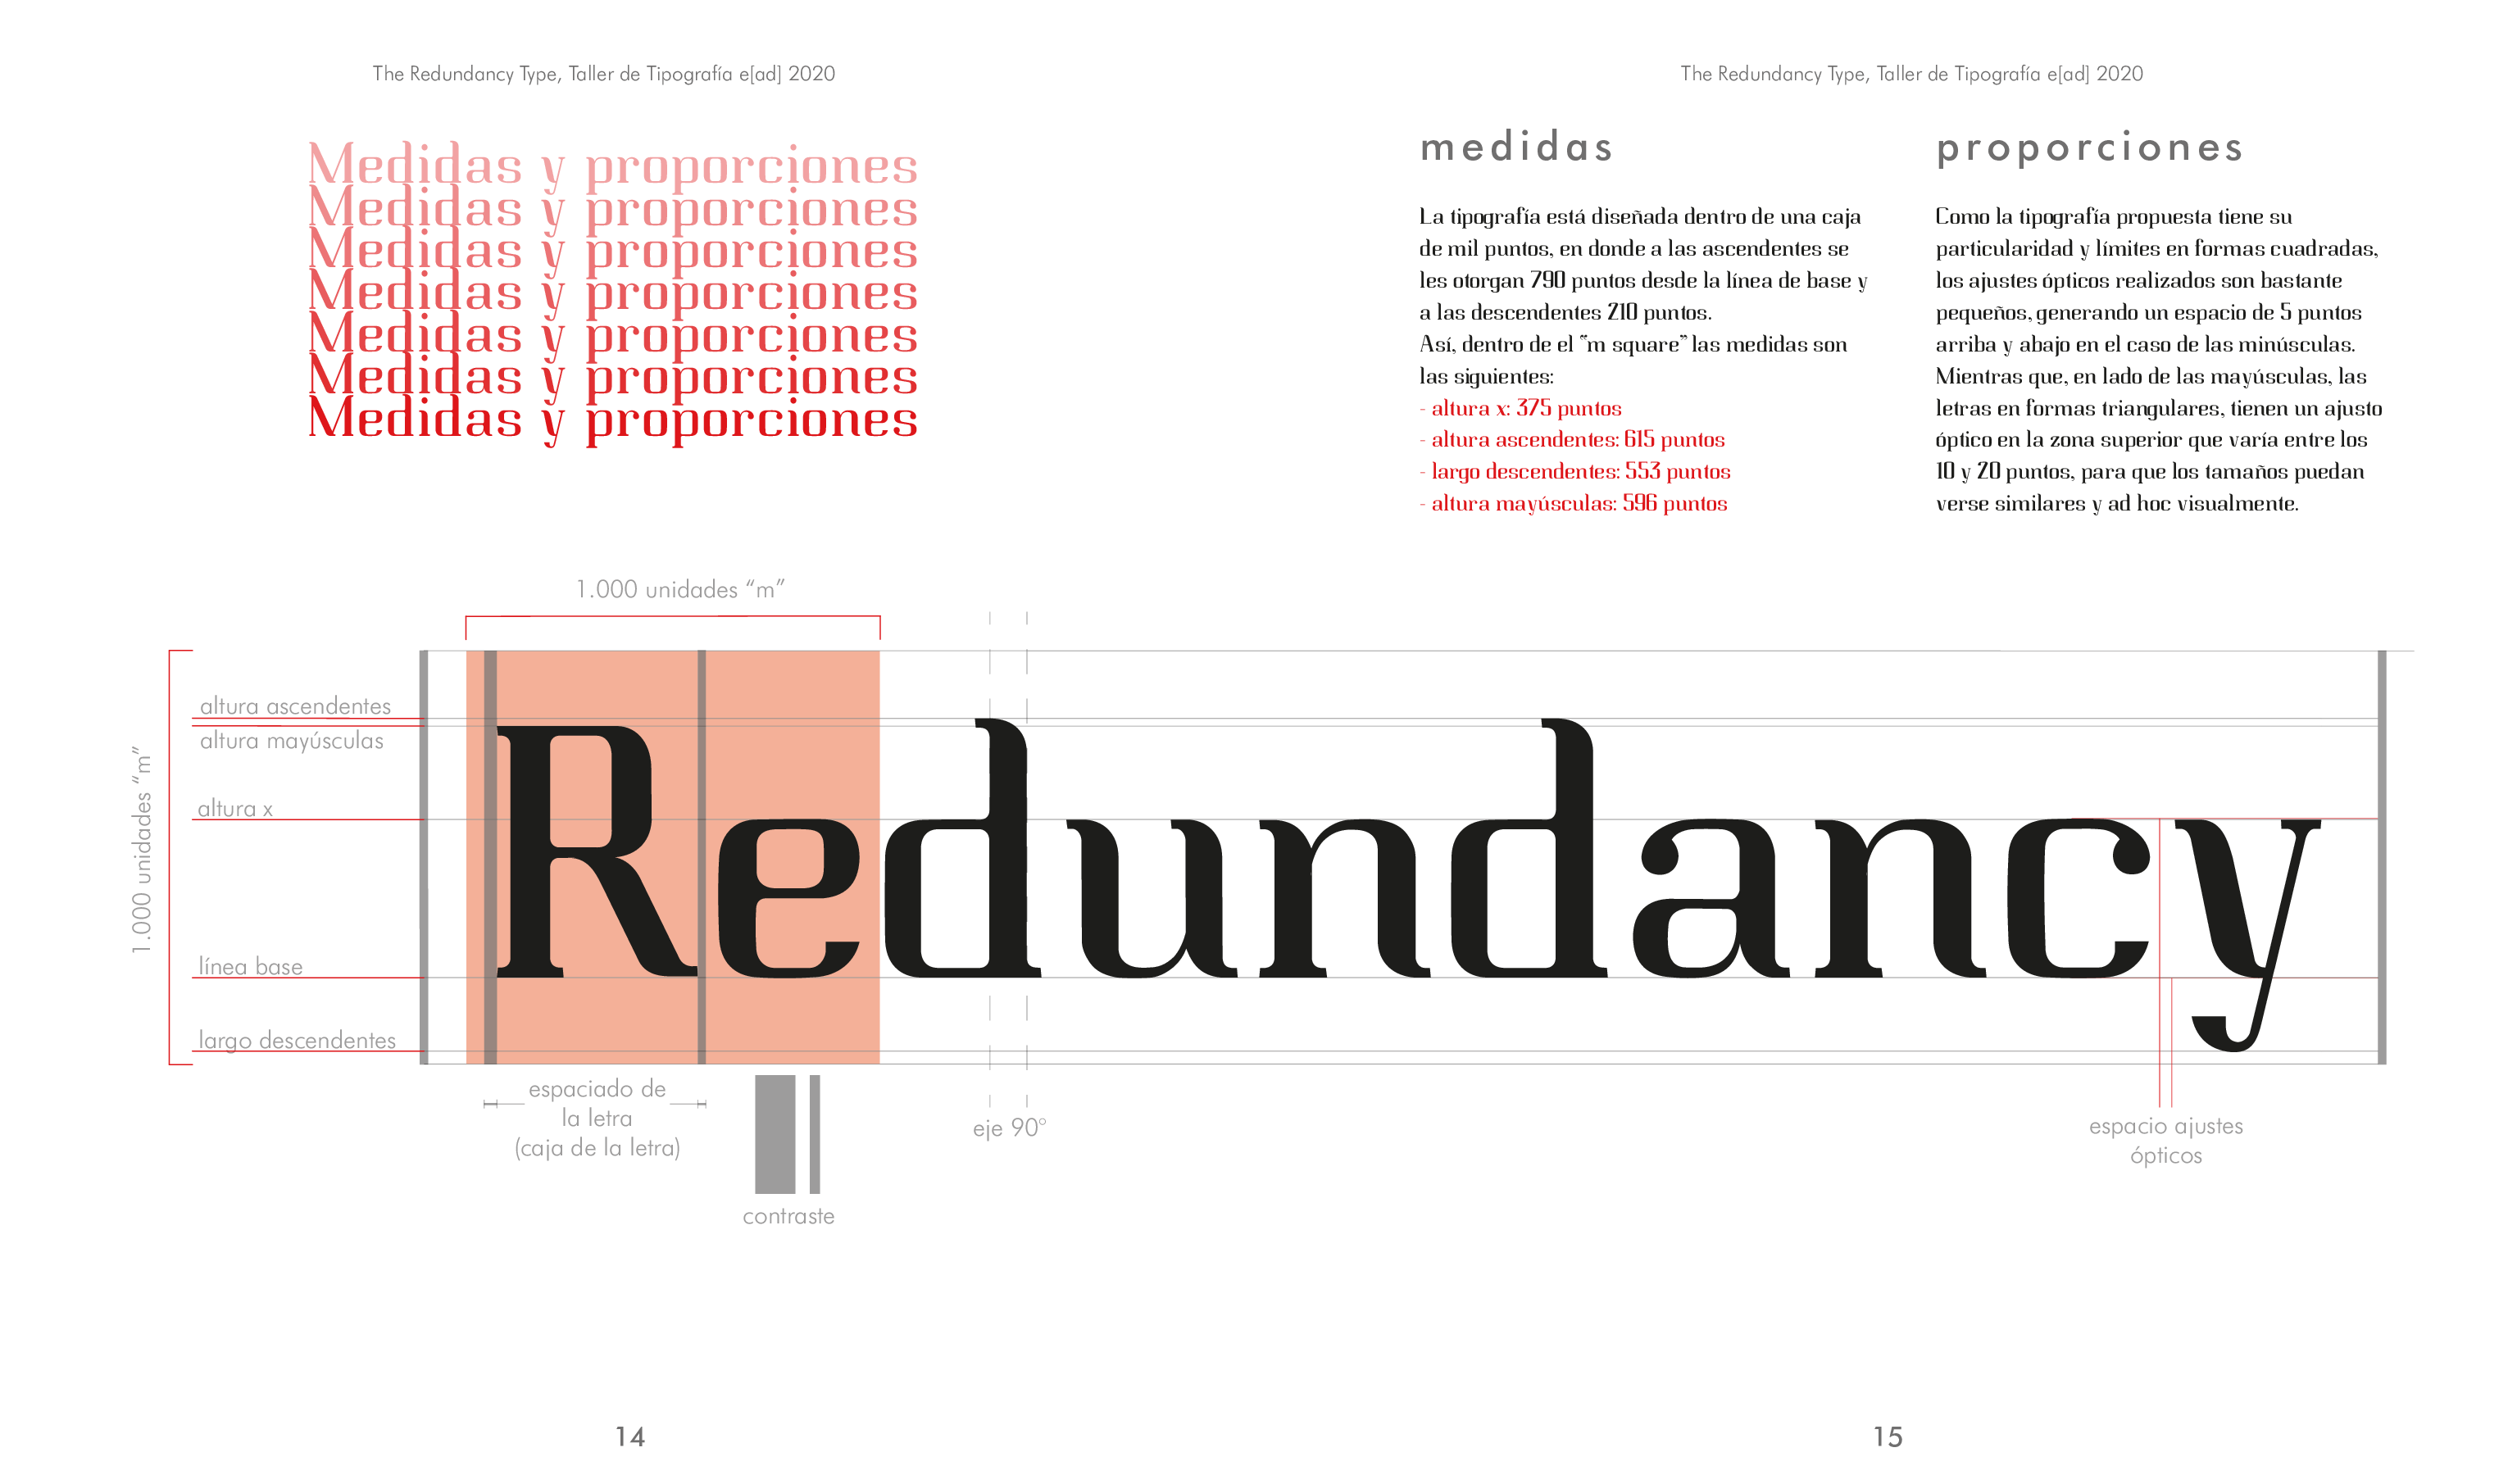 The Redundancy Type, Taller de Tipografía e[ad] 2020
Medidas y proporciones
Medidas y proporciones
Medidas y proporciones
Medidas y proporciones
Medidas y proporciones
Medidas y proporciones
Medidas y proporciones
The Redundancy Type, Taller de Tipografía e[ad] 2020
medidas
La tipografía está diseñada dentro de una caja
de mil puntos, en donde a las ascendentes se
les otorgan 790 puntos desde la línea de base y
a las descendentes 210 puntos.
Así, dentro de el “m square” las medidas son
las siguientes:
- altura x: 375 puntos
- altura ascendentes: 615 puntos
- largo descendentes: 553 puntos
- altura mayúsculas: 596 puntos
proporciones
Como la tipografía propuesta tiene su
particularidad y límites en formas cuadradas,
los ajustes ópticos realizados son bastante
pequeños, generando un espacio de 5 puntos
arriba y abajo en el caso de las minúsculas.
Mientras que, en lado de las mayúsculas, las
letras en formas triangulares, tienen un ajusto
óptico en la zona superior que varía entre los
10 y 20 puntos, para que los tamaños puedan
verse similares y ad hoc visualmente.
1.000 unidades “m”
1.000 unidades “m”
altura ascendentes
altura mayúsculas
altura x
línea base
largo descendentes
Redundancy
espaciado de
la letra
(caja de la letra)
contraste
eje 90°
espacio ajustes
ópticos
14
15